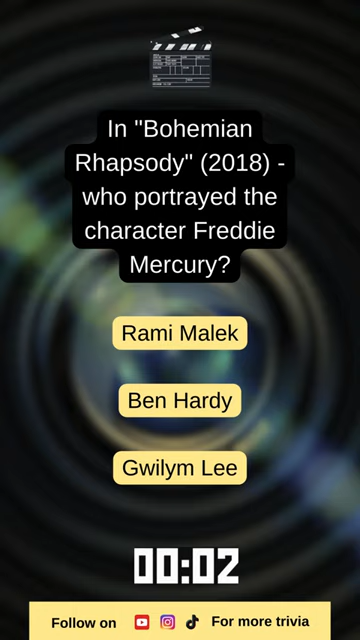 In "Bohemian
Rhapsody" (2018) -
who portrayed the
character Freddie
Mercury?
Rami Malek
Ben Hardy
Gwilym Lee
00:02
Follow on For more trivia